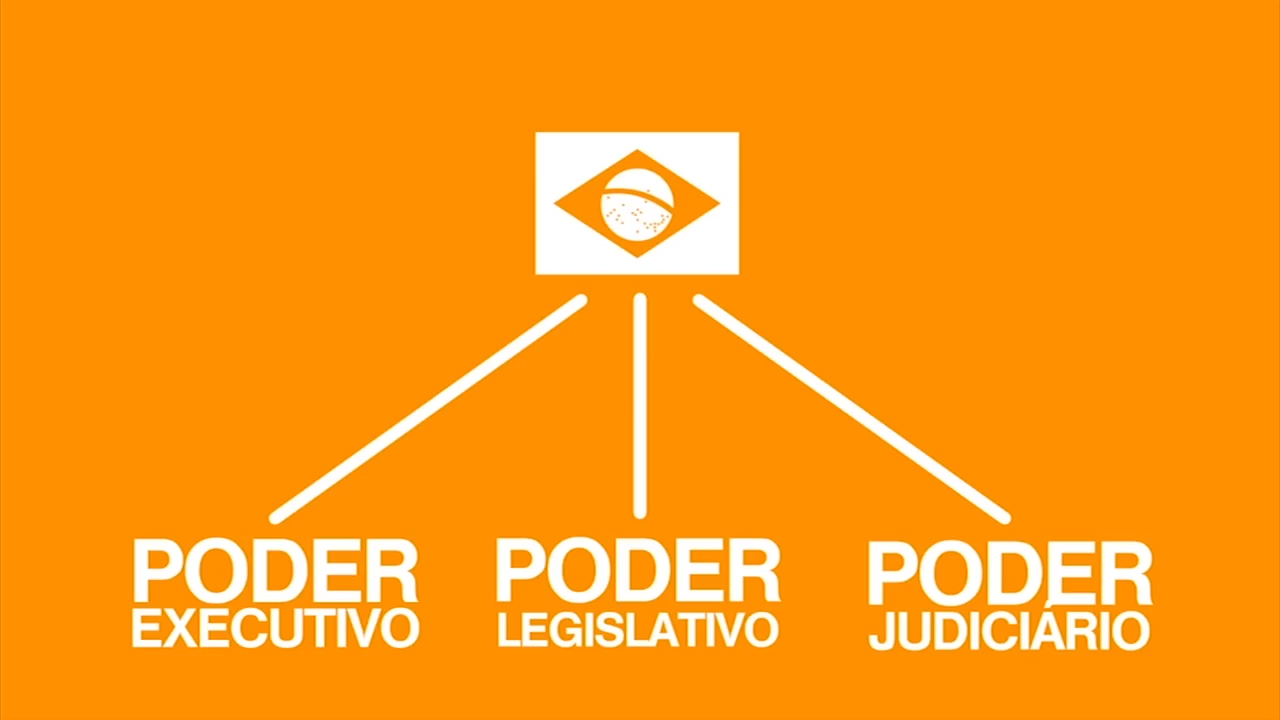 PODER
EXECUTIVO
PODER
LEGISLATIVO
PODER
JUDICIÁRIO